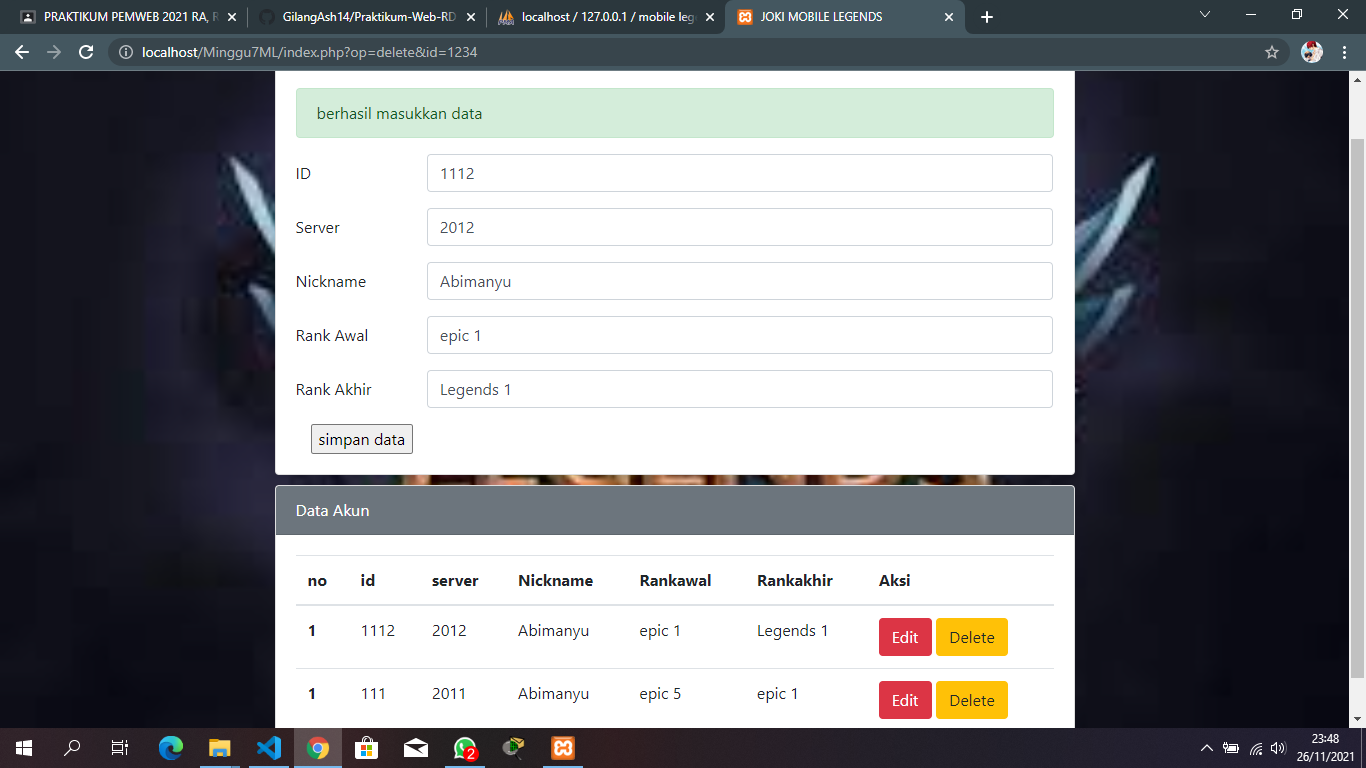 PRAKTIKUM PEMWEB 2021 RA, R
GilangAsh14/Praktikum-Web-RD
localhost / 127.0.0.1 / mobile leg
JOKI MOBILE LEGENDS
localhost/Minggu7ML/index.php?op=delete&id=1234
berhasil masukkan data
ID 1112
Server 2012
Nickname Abimanyu
Rank Awal epic 1
Rank Akhir Legends 1
simpan data
Data Akun
no id server Nickname Rankawal Rankakhir Aksi
1 1112 2012 Abimanyu epic 1 Legends 1 Edit Delete
1 111 2011 Abimanyu epic 5 epic 1 Edit Delete
2
23:48
26/11/2021